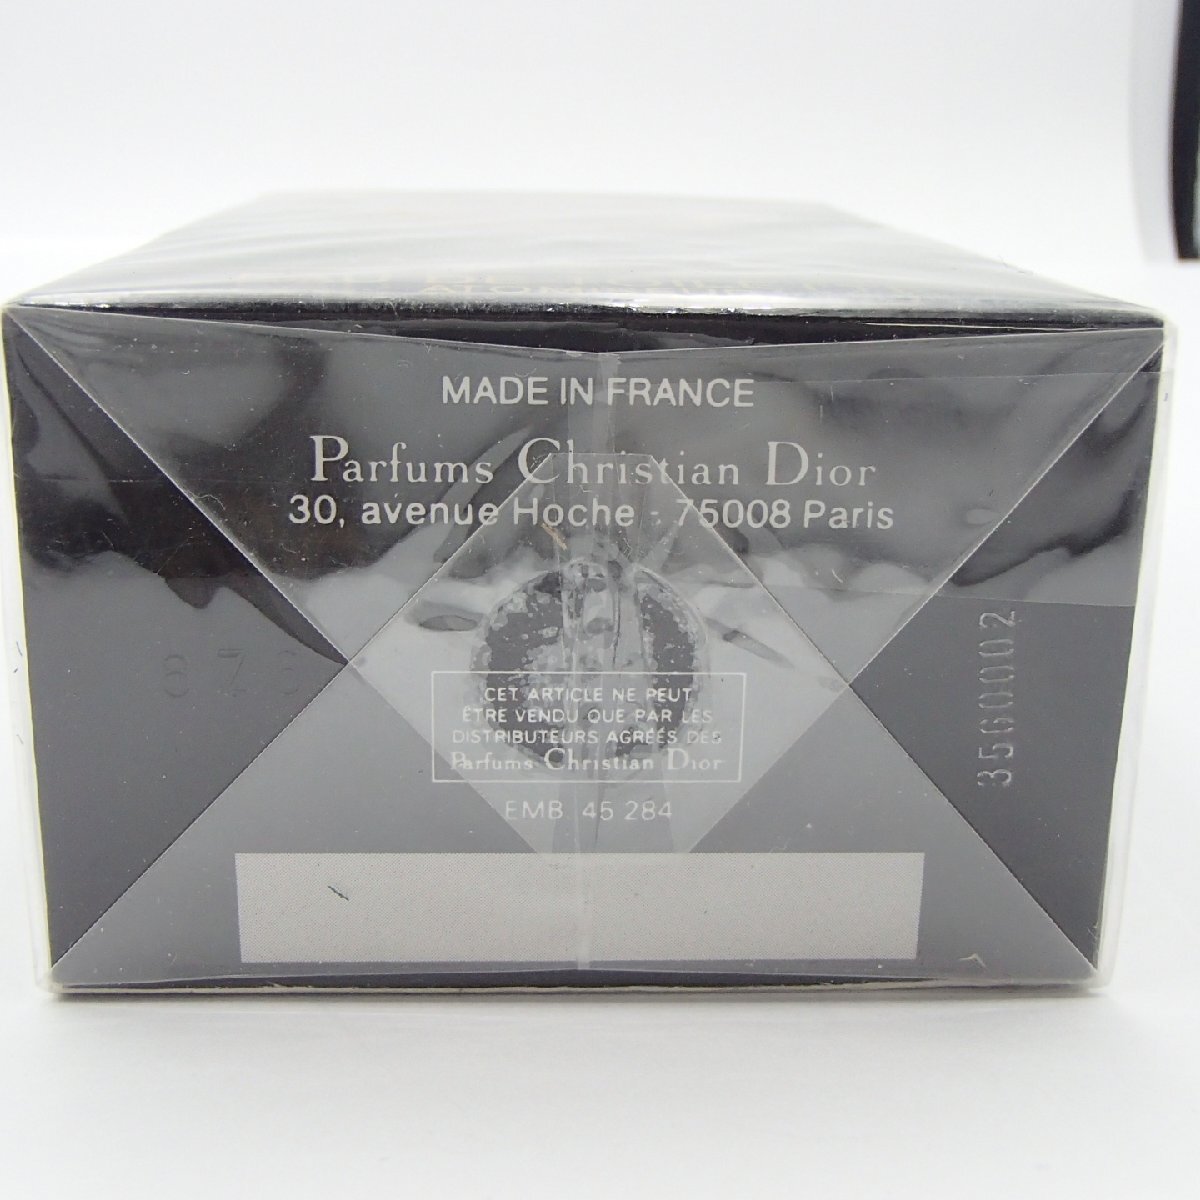 MADE IN FRANCE
Parfums Christian Dior
30, avenue Hoche - 75008 Paris
CET ARTICLE NE PEUT
ÊTRE VENDU QUE PAR LES
DISTRIBUTEURS AGRÉÉS DES
Parfums Christian Dior
EMB 45 284
3560002